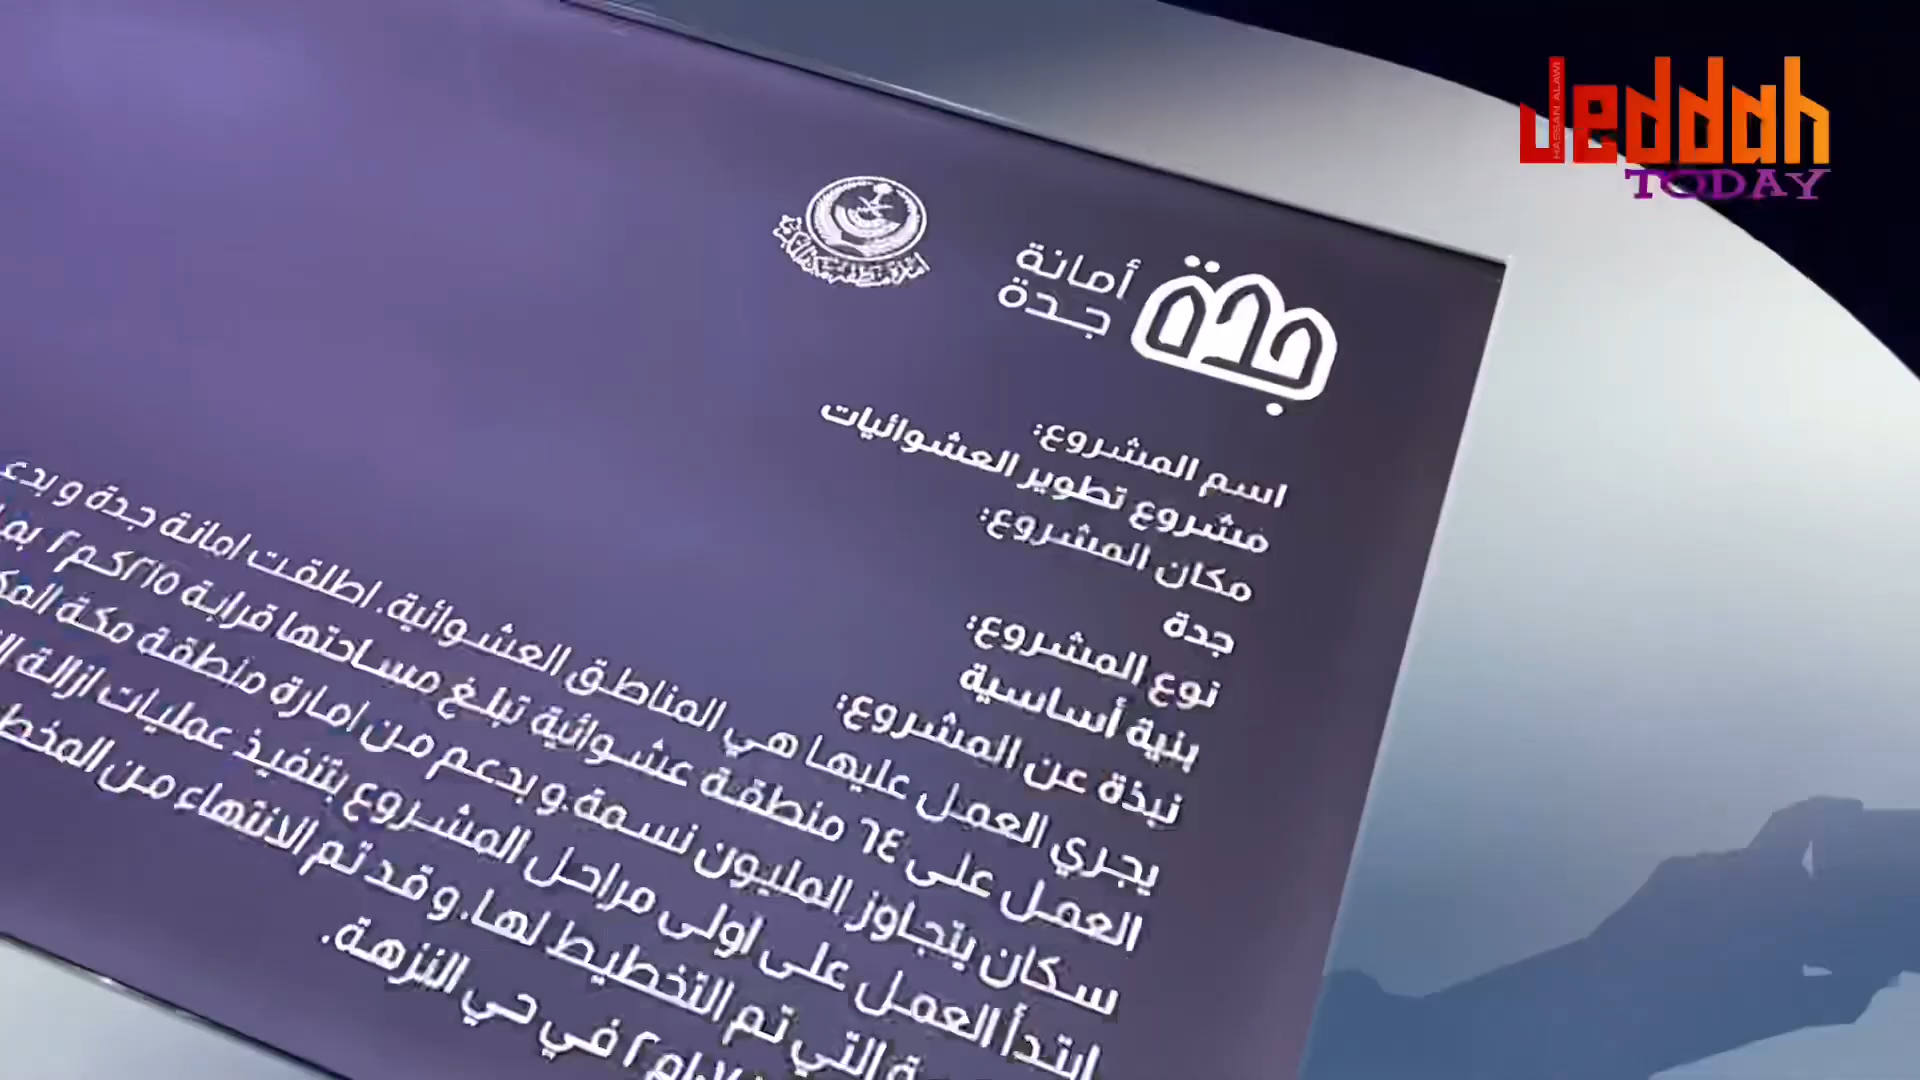 Jeddah
HASSAN ALAWI
TODAY
جدة
أمانة
جدة
اسم المشروع:
مشروع تطوير العشوائيات
مكان المشروع:
جدة
نوع المشروع:
بنية أساسية
نبذة عن المشروع:
يجري العمل عليها هي المناطق العشوائية. اطلقت امانة جدة و
العمل على ٦٤ منطقة عشوائية تبلغ مساحتها قرابة ٢١٥كم٢
سكان يتجاوز المليون نسمة.و بدعم من امارة منطقة مكة
ابتدأ العمل على اولى مراحل المشروع بتنفيذ عمليات ازالة
التي تم التخطيط لها. وقد تم الانتهاء من
في حي النزهة.